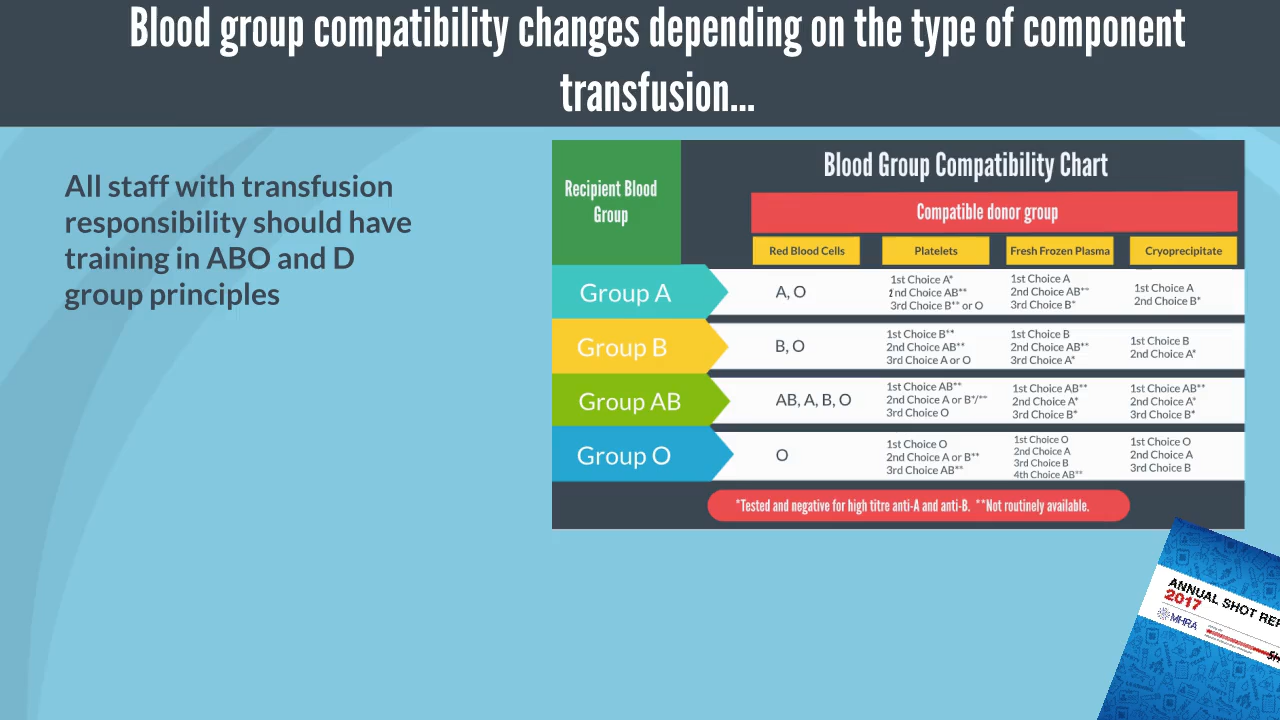 Blood group compatibility changes depending on the type of component
transfusion...
All staff with transfusion
responsibility should have
training in ABO and D
group principles
Recipient Blood
Group
Blood Group Compatibility Chart
Compatible donor group
Red Blood Cells
Platelets
Fresh Frozen Plasma
Cryoprecipitate
Group A
A, O
1st Choice A*
2nd Choice AB**
3rd Choice B** or O
1st Choice A
2nd Choice AB**
3rd Choice B*
1st Choice A
2nd Choice B*
Group B
B, O
1st Choice B**
2nd Choice AB**
3rd Choice A or O
1st Choice B
2nd Choice AB**
3rd Choice A*
1st Choice B
2nd Choice A*
Group AB
AB, A, B, O
1st Choice AB**
2nd Choice A or B*/**
3rd Choice O
1st Choice AB**
2nd Choice A*
3rd Choice B*
1st Choice AB**
2nd Choice A*
3rd Choice B*
Group O
O
1st Choice O
2nd Choice A or B**
3rd Choice AB**
1st Choice O
2nd Choice A
3rd Choice B
4th Choice AB**
1st Choice O
2nd Choice A
3rd Choice B
*Tested and negative for high titre anti-A and anti-B. **Not routinely available.
ANNUAL SHOT REP
2017
MHRA